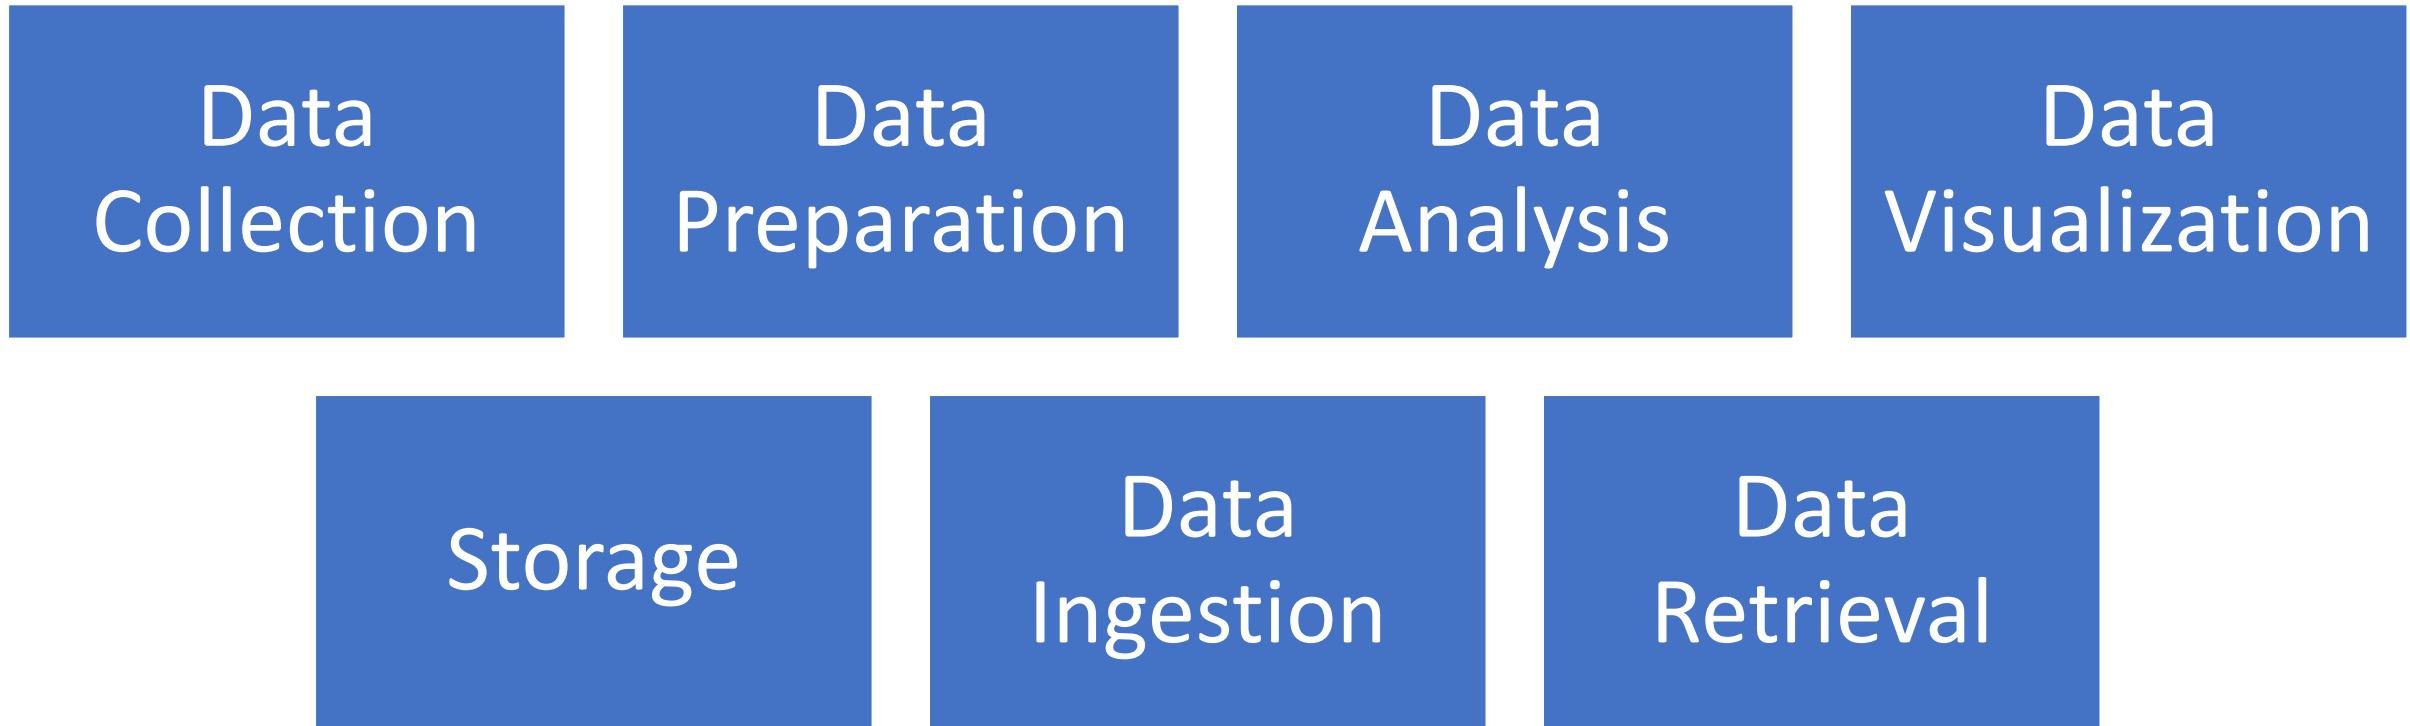 Data
Collection
Data
Preparation
Data
Analysis
Data
Visualization
Storage
Data
Ingestion
Data
Retrieval